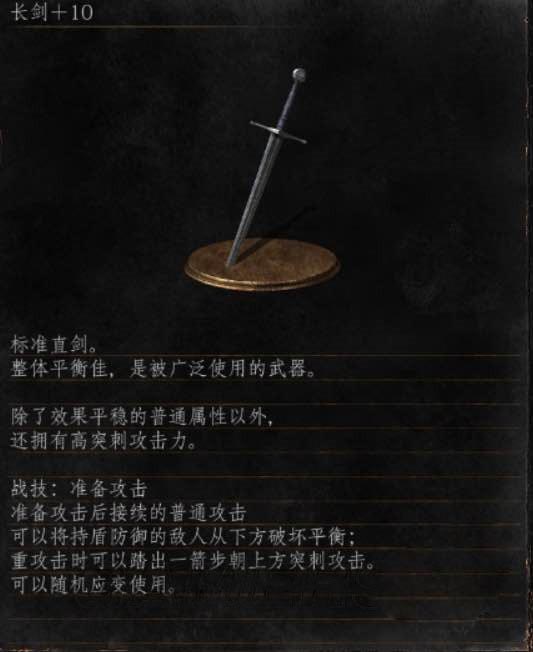 长剑＋10
标准直剑。
整体平衡佳，是被广泛使用的武器。
除了效果平稳的普通属性以外，
还拥有高突刺攻击力。
战技：准备攻击
准备攻击后接续的普通攻击
可以将持盾防御的敌人从下方破坏平衡；
重攻击时可以踏出一箭步朝上方突刺攻击。
可以随机应变使用。